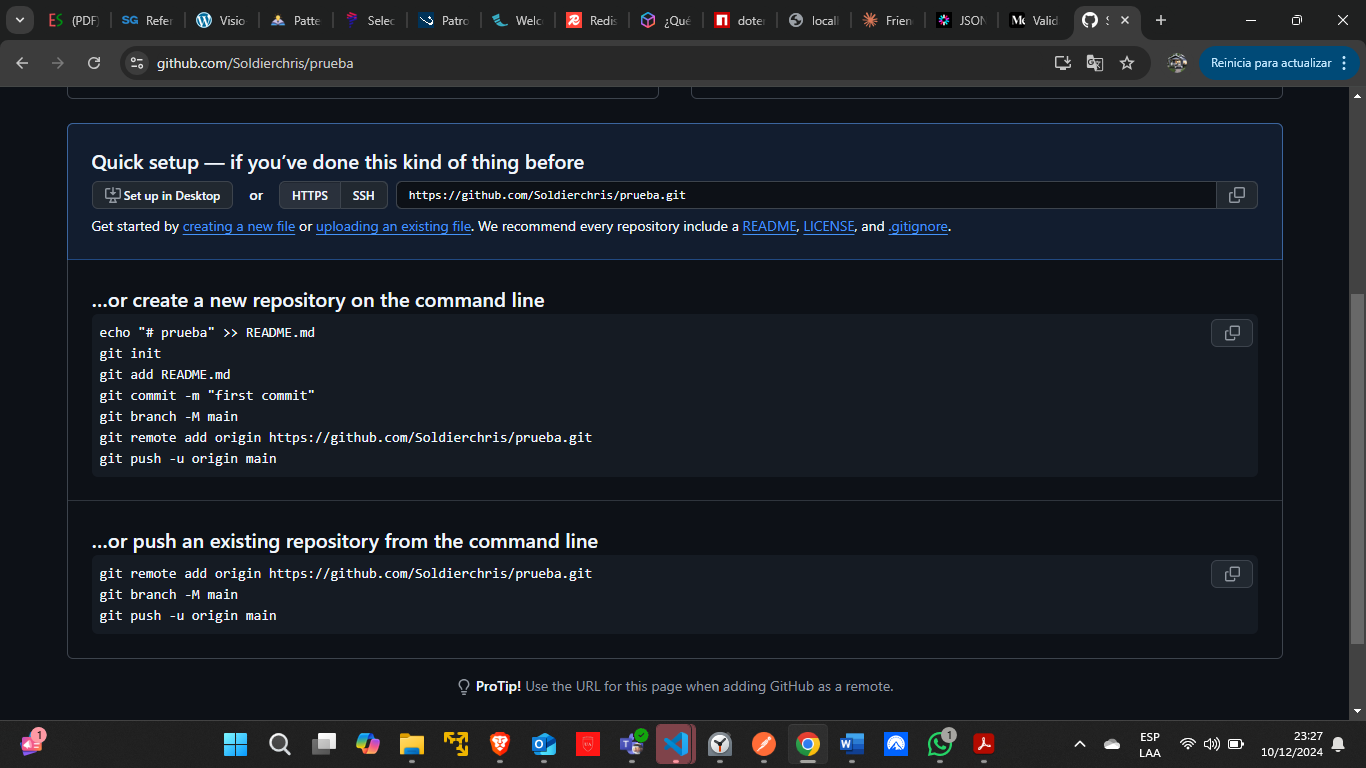 (PDF
Refer
Visio
Patte
Selec
Patro
Welco
Redis
¿Qué
dote
local
Frien
JSON
Valid
github.com/Soldierchris/prueba
Reinicia para actualizar
Quick setup — if you’ve done this kind of thing before
Set up in Desktop or HTTPS SSH https://github.com/Soldierchris/prueba.git
Get started by creating a new file or uploading an existing file. We recommend every repository include a README, LICENSE, and .gitignore.
…or create a new repository on the command line
echo "# prueba" >> README.md
git init
git add README.md
git commit -m "first commit"
git branch -M main
git remote add origin https://github.com/Soldierchris/prueba.git
git push -u origin main
…or push an existing repository from the command line
git remote add origin https://github.com/Soldierchris/prueba.git
git branch -M main
git push -u origin main
ProTip! Use the URL for this page when adding GitHub as a remote.
1
1
ESP
LAA
23:27
10/12/2024